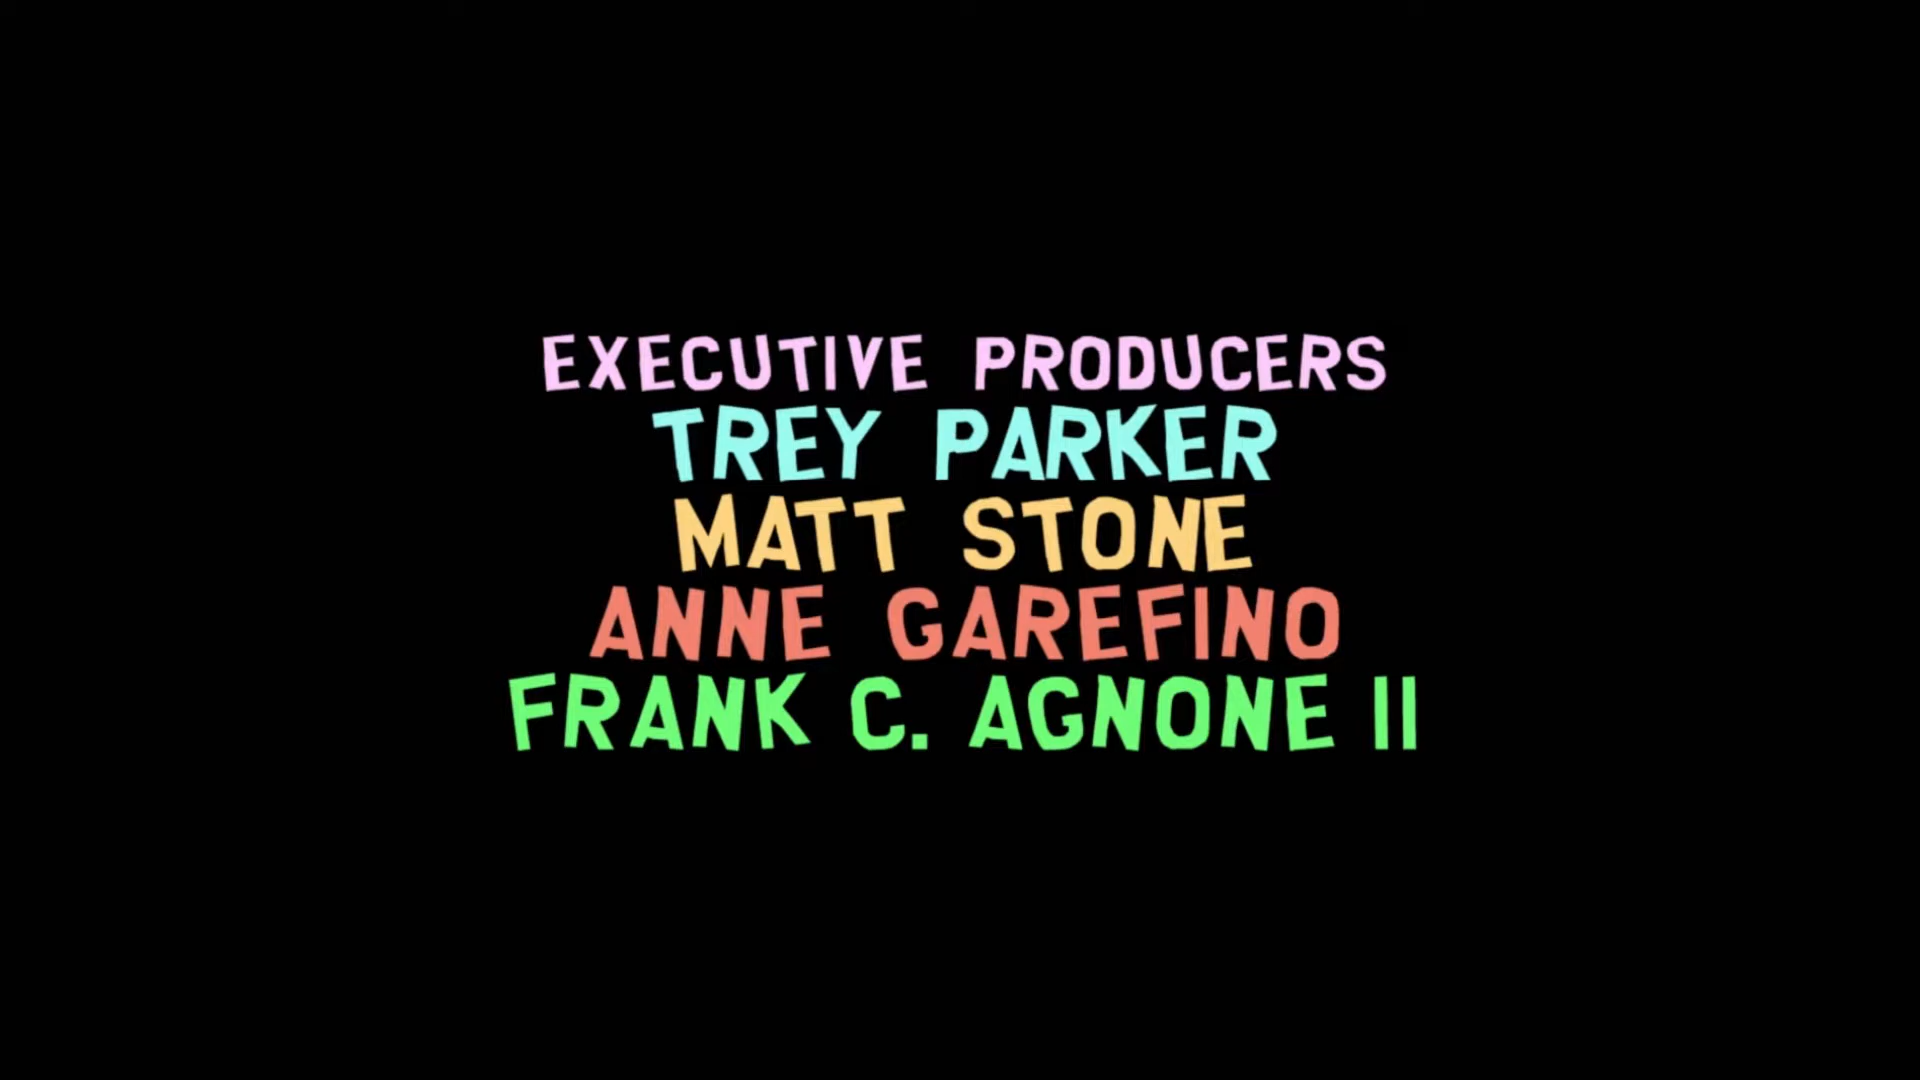 EXECUTIVE PRODUCERS
TREY PARKER
MATT STONE
ANNE GAREFINO
FRANK C. AGNONE II